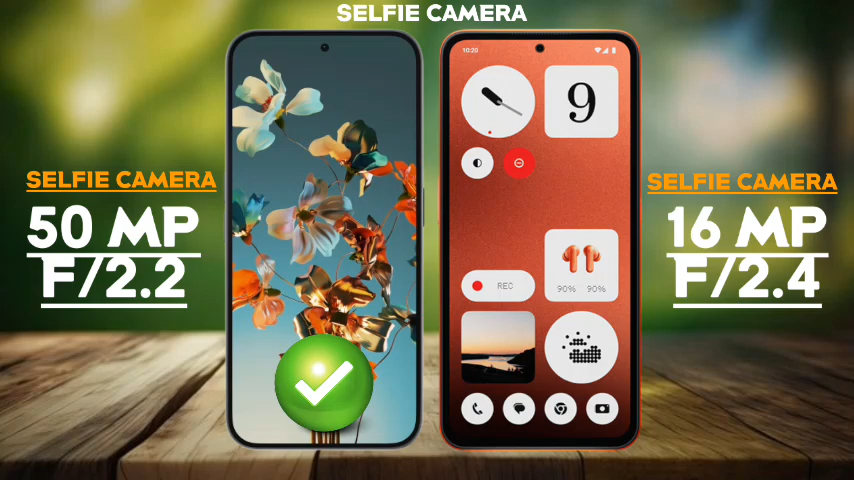 SELFIE CAMERA
SELFIE CAMERA
50 MP
F/2.2
10:20
9
REC
90% 90%
SELFIE CAMERA
16 MP
F/2.4